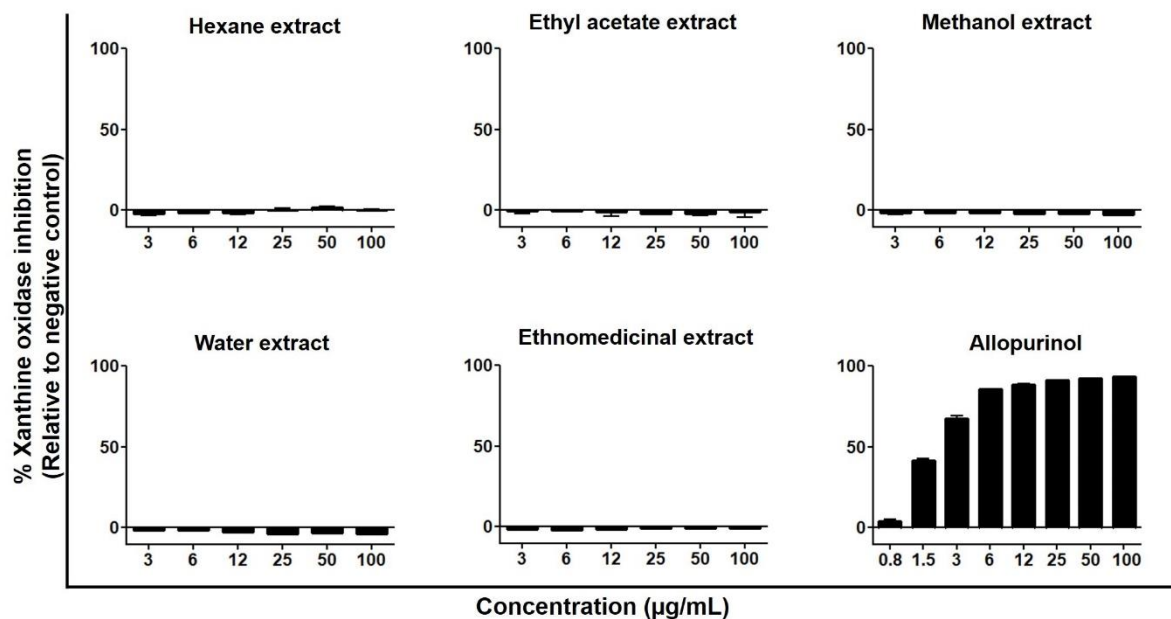 Hexane extract
Ethyl acetate extract
Methanol extract
100
50
0
3 6 12 25 50 100
100
50
0
3 6 12 25 50 100
100
50
0
3 6 12 25 50 100
Water extract
Ethnomedicinal extract
Allopurinol
100
50
0
3 6 12 25 50 100
100
50
0
3 6 12 25 50 100
100
50
0
0.8 1.5 3 6 12 25 50 100
% Xanthine oxidase inhibition
(Relative to negative control)
Concentration (µg/mL)